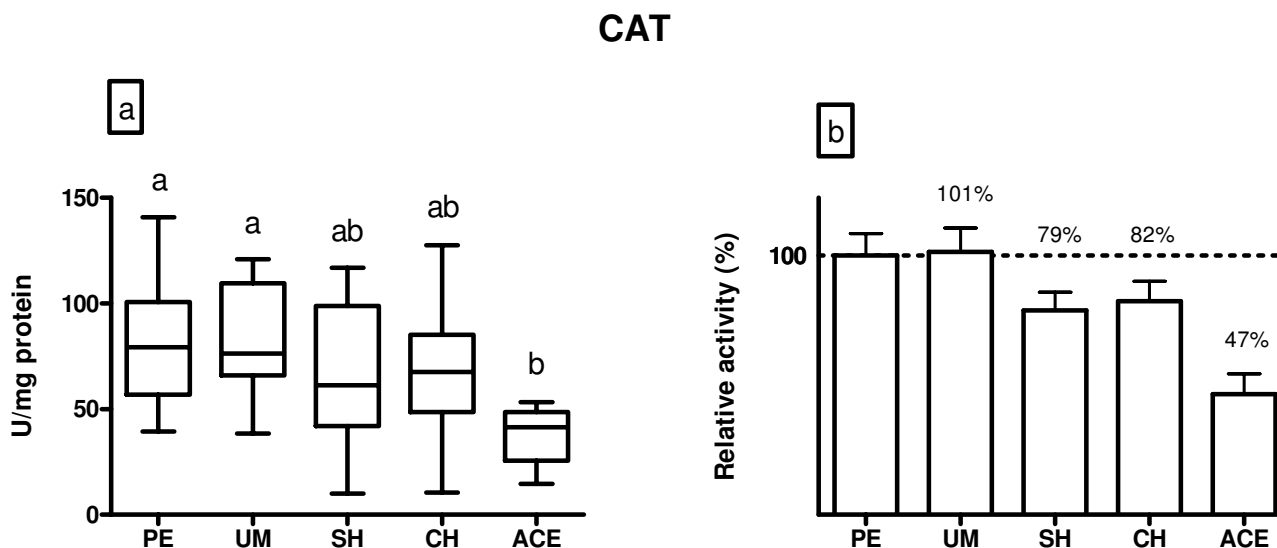 CAT
a
a
a
ab
ab
b
150
100
50
0
U/mg protein
PE UM SH CH ACE
b
101%
79%
82%
47%
100
Relative activity (%)
PE UM SH CH ACE